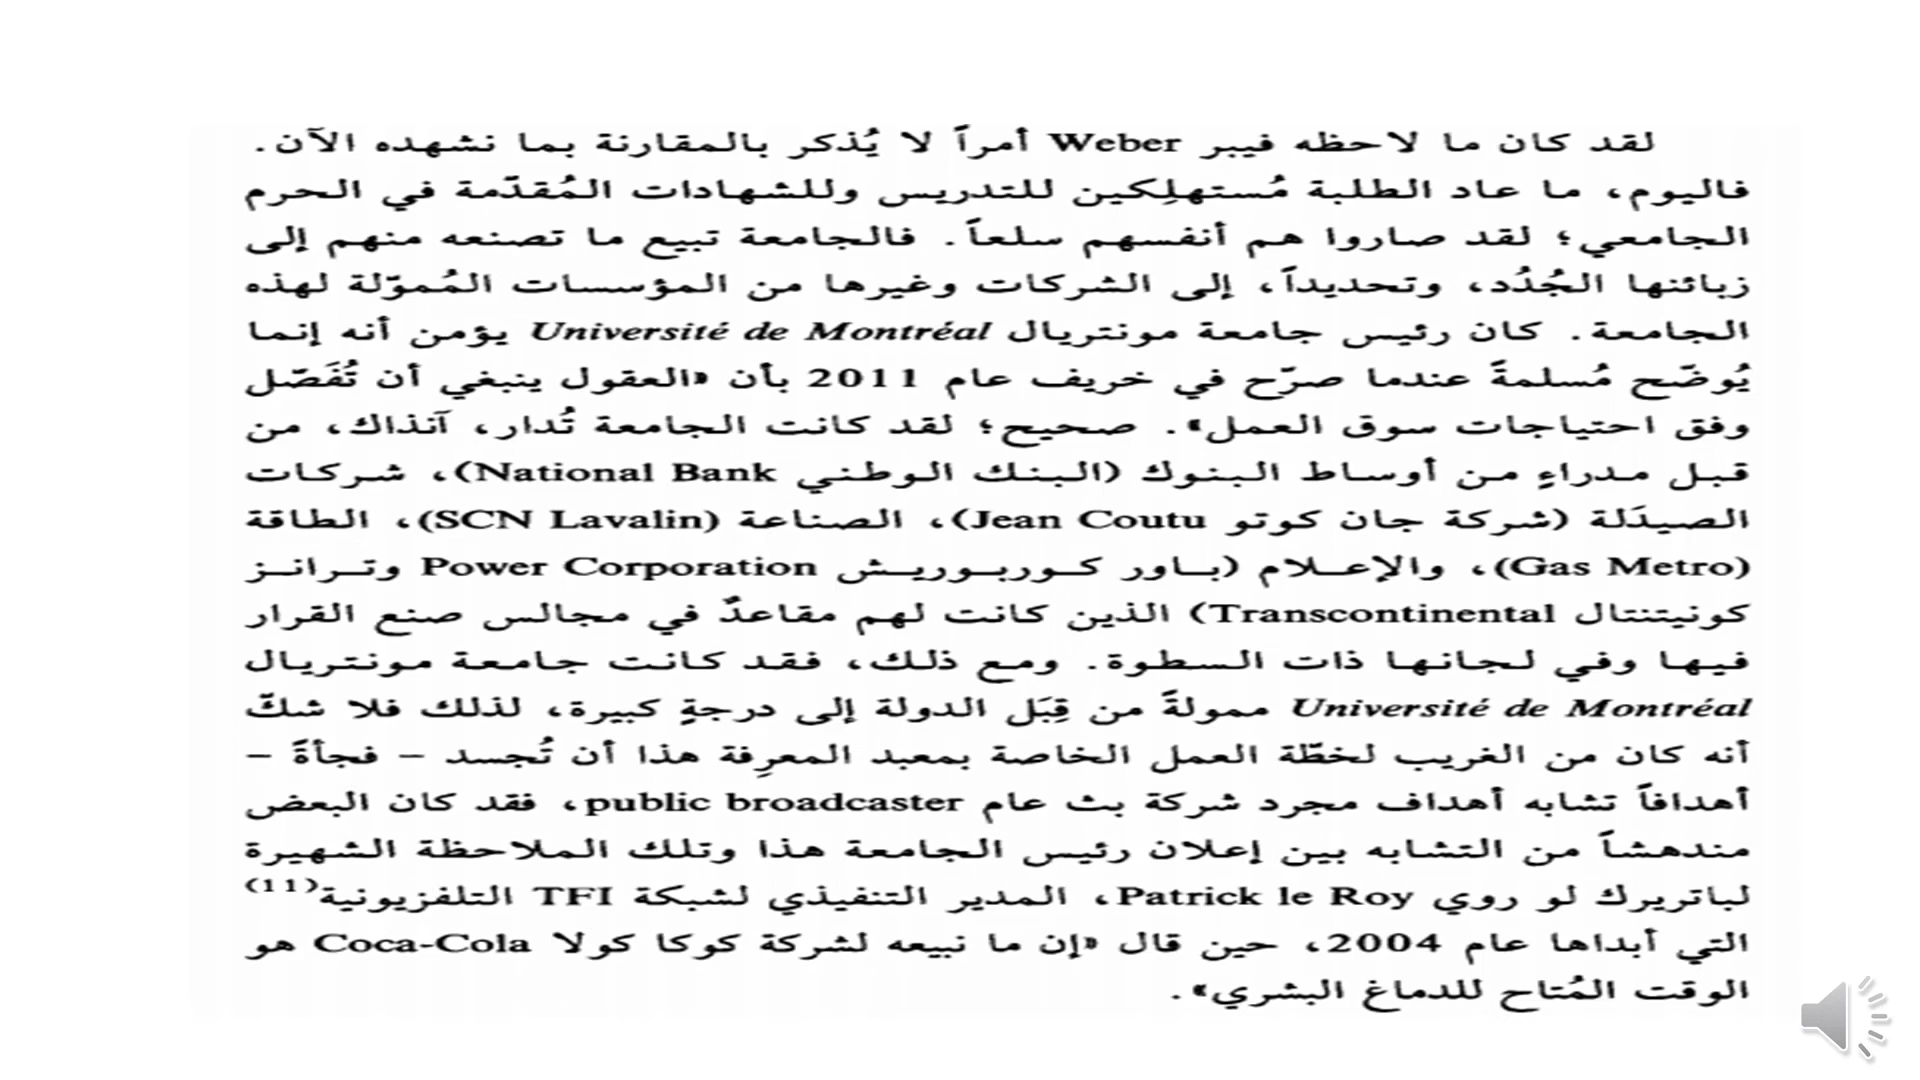 لقد كان ما لاحظه فيبر Weber أمراً لا يُذكر بالمقارنة بما نشهده الآن.
فاليوم، ما عاد الطلبة مُستهلِكين للتدريس وللشهادات المُقدّمة في الحرم
الجامعي؛ لقد صاروا هم أنفسهم سلعاً. فالجامعة تبيع ما تصنعه منهم إلى
زبائنها الجُدُد، وتحديداً، إلى الشركات وغيرها من المؤسسات المُموّلة لهذه
الجامعة. كان رئيس جامعة مونتريال Université de Montréal يؤمن أنه إنما
يُوضّح مُسلمةً عندما صرّح في خريف عام 2011 بأن «العقول ينبغي أن تُفَصّل
وفق احتياجات سوق العمل». صحيح؛ لقد كانت الجامعة تُدار، آنذاك، من
قبل مدراءٍ من أوساط البنوك (البنك الوطني National Bank)، شركات
الصيدَلة (شركة جان كوتو Jean Coutu)، الصناعة (SCN Lavalin)، الطاقة
(Gas Metro)، والإعلام (باور كوربوريش Power Corporation وترانز
كونيتنتال Transcontinental) الذين كانت لهم مقاعدٌ في مجالس صنع القرار
فيها وفي لجانها ذات السطوة. ومع ذلك، فقد كانت جامعة مونتريال
Université de Montréal ممولةً من قِبَل الدولة إلى درجةٍ كبيرة، لذلك فلا شكّ
أنه كان من الغريب لخطّة العمل الخاصة بمعبد المعرِفة هذا أن تُجسد – فجأةً –
أهدافاً تشابه أهداف مجرد شركة بث عام public broadcaster، فقد كان البعض
مندهشاً من التشابه بين إعلان رئيس الجامعة هذا وتلك الملاحظة الشهيرة
لباتريرك لو روي Patrick le Roy، المدير التنفيذي لشبكة TFI التلفزيونية(11)
التي أبداها عام 2004، حين قال «إن ما نبيعه لشركة كوكا كولا Coca-Cola هو
الوقت المُتاح للدماغ البشري».